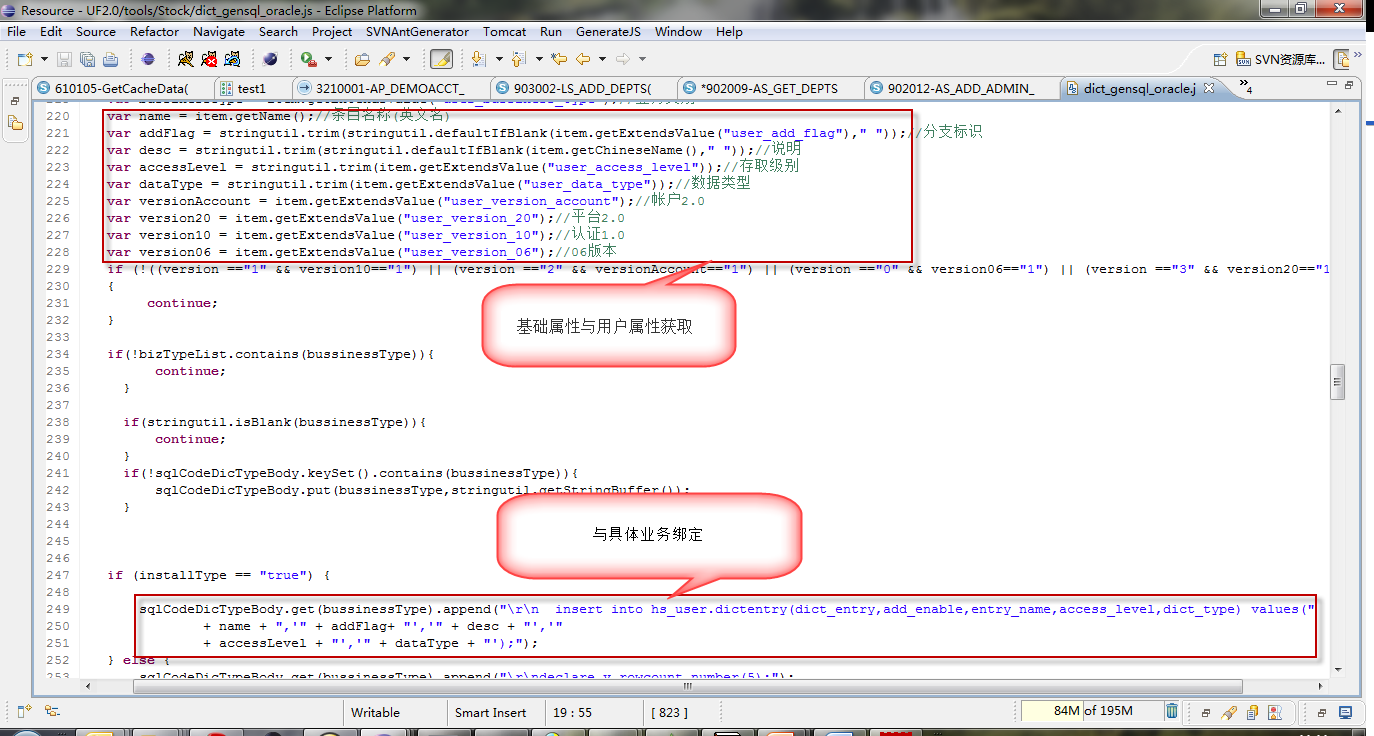 Resource - UF2.0/tools/Stock/dict_gensql_oracle.js - Eclipse Platform
File Edit Source Refactor Navigate Search Project SVNAntGenerator Tomcat Run GenerateJS Window Help
SVN资源库...
610105-GetCacheData( test1 3210001-AP_DEMOACCT_ 903002-LS_ADD_DEPTS( *902009-AS_GET_DEPTS 902012-AS_ADD_ADMIN_ dict_gensql_oracle.j »4
220 var name = item.getName();//条目名称(英文名)
221 var addFlag = stringutil.trim(stringutil.defaultIfBlank(item.getExtendsValue("user_add_flag")," "));//分支标识
222 var desc = stringutil.trim(stringutil.defaultIfBlank(item.getChineseName()," "));//说明
223 var accessLevel = stringutil.trim(item.getExtendsValue("user_access_level"));//存取级别
224 var dataType = stringutil.trim(item.getExtendsValue("user_data_type"));//数据类型
225 var versionAccount = item.getExtendsValue("user_version_account");//帐户2.0
226 var version20 = item.getExtendsValue("user_version_20");//平台2.0
227 var version10 = item.getExtendsValue("user_version_10");//认证1.0
228 var version06 = item.getExtendsValue("user_version_06");//06版本
229 if (!((version =="1" && version10=="1") || (version =="2" && versionAccount=="1") || (version =="0" && version06=="1") || (version =="3" && version20=="1
230 {
231 continue;
232 }
基础属性与用户属性获取
233
234 if(!bizTypeList.contains(bussinessType)){
235 continue;
236 }
237
238 if(stringutil.isBlank(bussinessType)){
239 continue;
240 }
241 if(!sqlCodeDicTypeBody.keySet().contains(bussinessType)){
242 sqlCodeDicTypeBody.put(bussinessType,stringutil.getStringBuffer());
243 }
244
与具体业务绑定
245
246
247 if (installType == "true") {
248
249 sqlCodeDicTypeBody.get(bussinessType).append("\r\n insert into hs_user.dictentry(dict_entry,add_enable,entry_name,access_level,dict_type) values("
250 + name + ",'" + addFlag+ "','" + desc + "','"
251 + accessLevel + "','" + dataType + "');");
252 } else {
253 sqlCodeDicTypeBody.get(bussinessType).append("\r\ndeclare v_rowcount number(5);");
Writable Smart Insert 19 : 55 [ 823 ] 84M of 195M